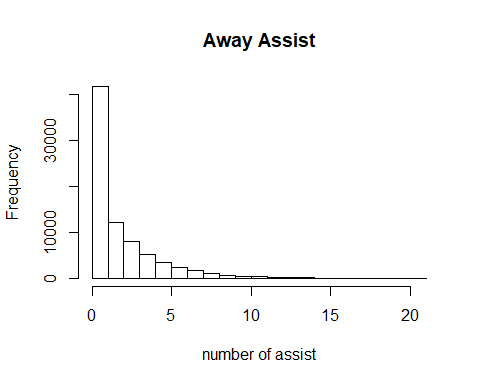 Away Assist
Frequency
30000
10000
0
0 5 10 15 20
number of assist